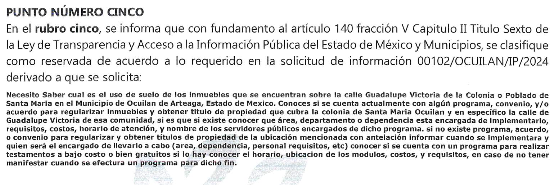 PUNTO NÚMERO CINCO
En el rubro cinco, se informa que con fundamento al artículo 140 fracción V Capitulo II Titulo Sexto de
la Ley de Transparencia y Acceso a la Información Pública del Estado de México y Municipios, se clasifique
como reservada de acuerdo a lo requerido en la solicitud de información 00102/OCUILAN/IP/2024
derivado a que se solicita:
Necesito Saber cual es el uso de suelo de los inmuebles que se encuentran sobre la calle Guadalupe Victoria de la Colonia o Poblado de
Santa Maria en el Municipio de Ocuilan de Arteaga, Estado de Mexico. Conoces si se cuenta actualmente con algún programa, convenio, y/o
acuerdo para regularizar inmuebles y obtener titulo de propiedad que cubra la colonia de Santa Maria Ocuilan y en específico la calle de
Guadalupe Victoria de esa comunidad, si es que si existe conocer que área, departamento o dependencia esta encargada de implementarlo,
requisitos, costos, horario de atención, y nombre de los servidores públicos encargados de dicho programa. si no existe programa, acuerdo,
o convenio para regularizar y obtener títulos de propiedad de la ubicación mencionada con antelación informar cuando se implementara y
quien será el encargado de llevarlo a cabo (area, dependencia, personal requisitos, etc) conocer si se cuenta con un programa para realizar
testamentos a bajo costo o bien gratuitos si lo hay conocer el horario, ubicacion de los modulos, costos, y requisitos, en caso de no tener
manifestar cuando se efectura un programa para dicho fin.